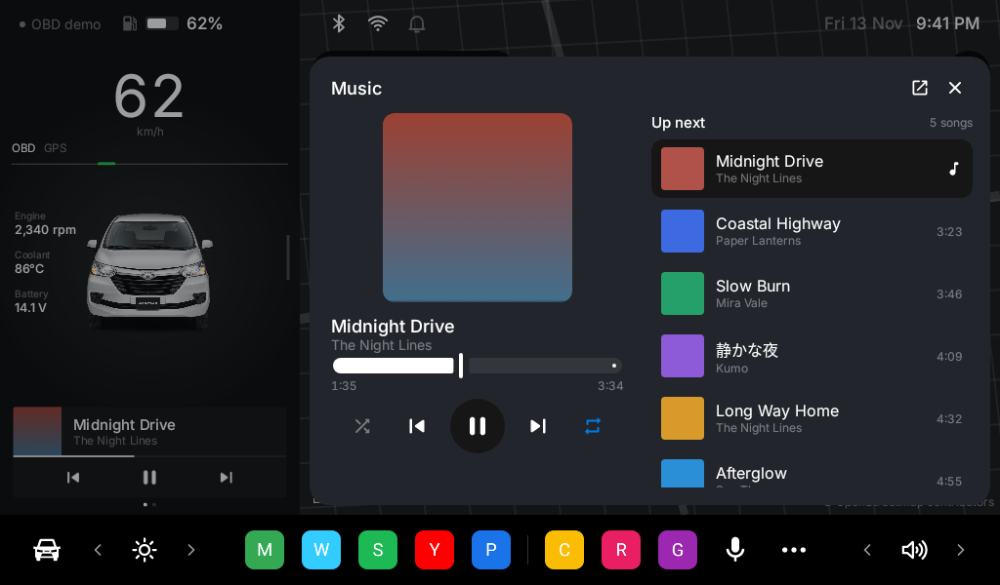 OBD demo
62%
Fri 13 Nov 9:41 PM
62
km/h
OBD GPS
Engine
2,340 rpm
Coolant
86°C
Battery
14.1 V
Midnight Drive
The Night Lines
Music
Midnight Drive
The Night Lines
1:35
3:34
Up next
5 songs
Midnight Drive
The Night Lines
Coastal Highway
Paper Lanterns
3:23
Slow Burn
Mira Vale
3:46
静かな夜
Kumo
4:09
Long Way Home
The Night Lines
4:32
Afterglow
4:55
OpenStreetMap contributors
M
W
S
Y
P
C
R
G